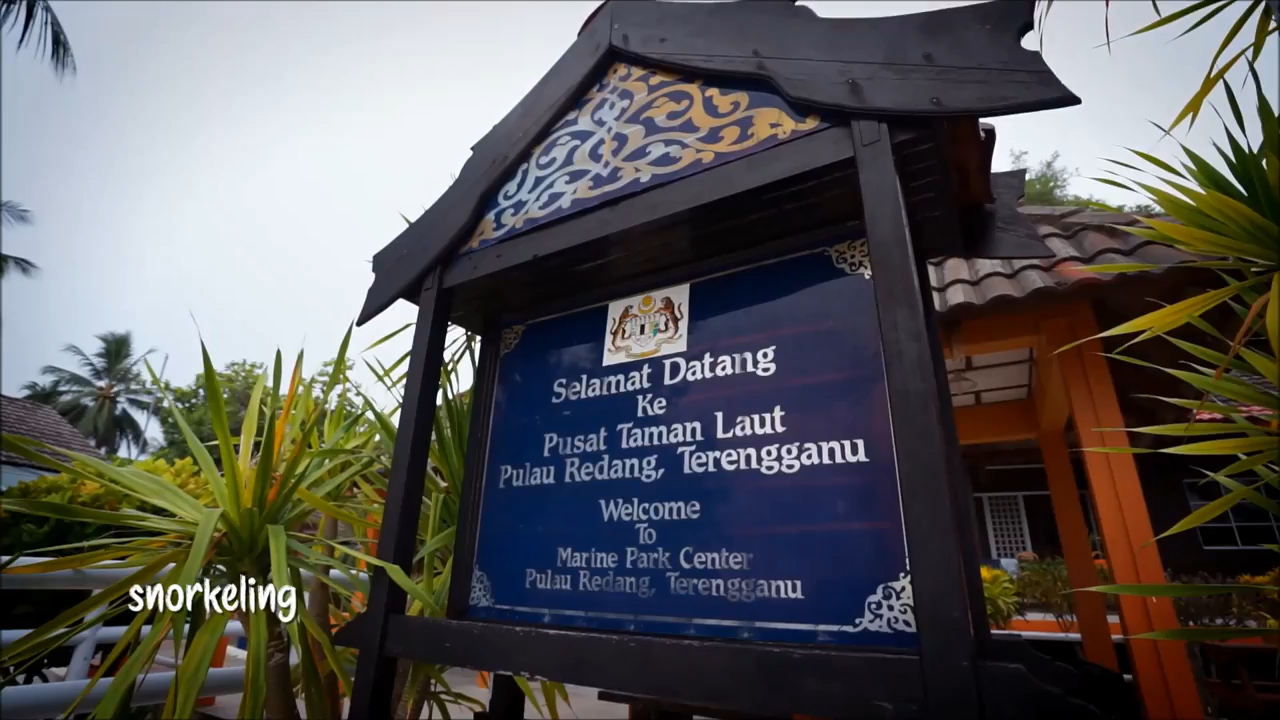 Selamat Datang
Ke
Pusat Taman Laut
Pulau Redang, Terengganu
Welcome
To
Marine Park Center
Pulau Redang, Terengganu
snorkeling